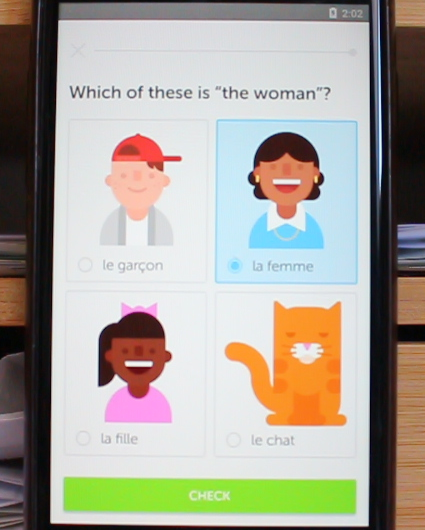 2:02
Which of these is “the woman”?
le garçon
la femme
la fille
le chat
CHECK